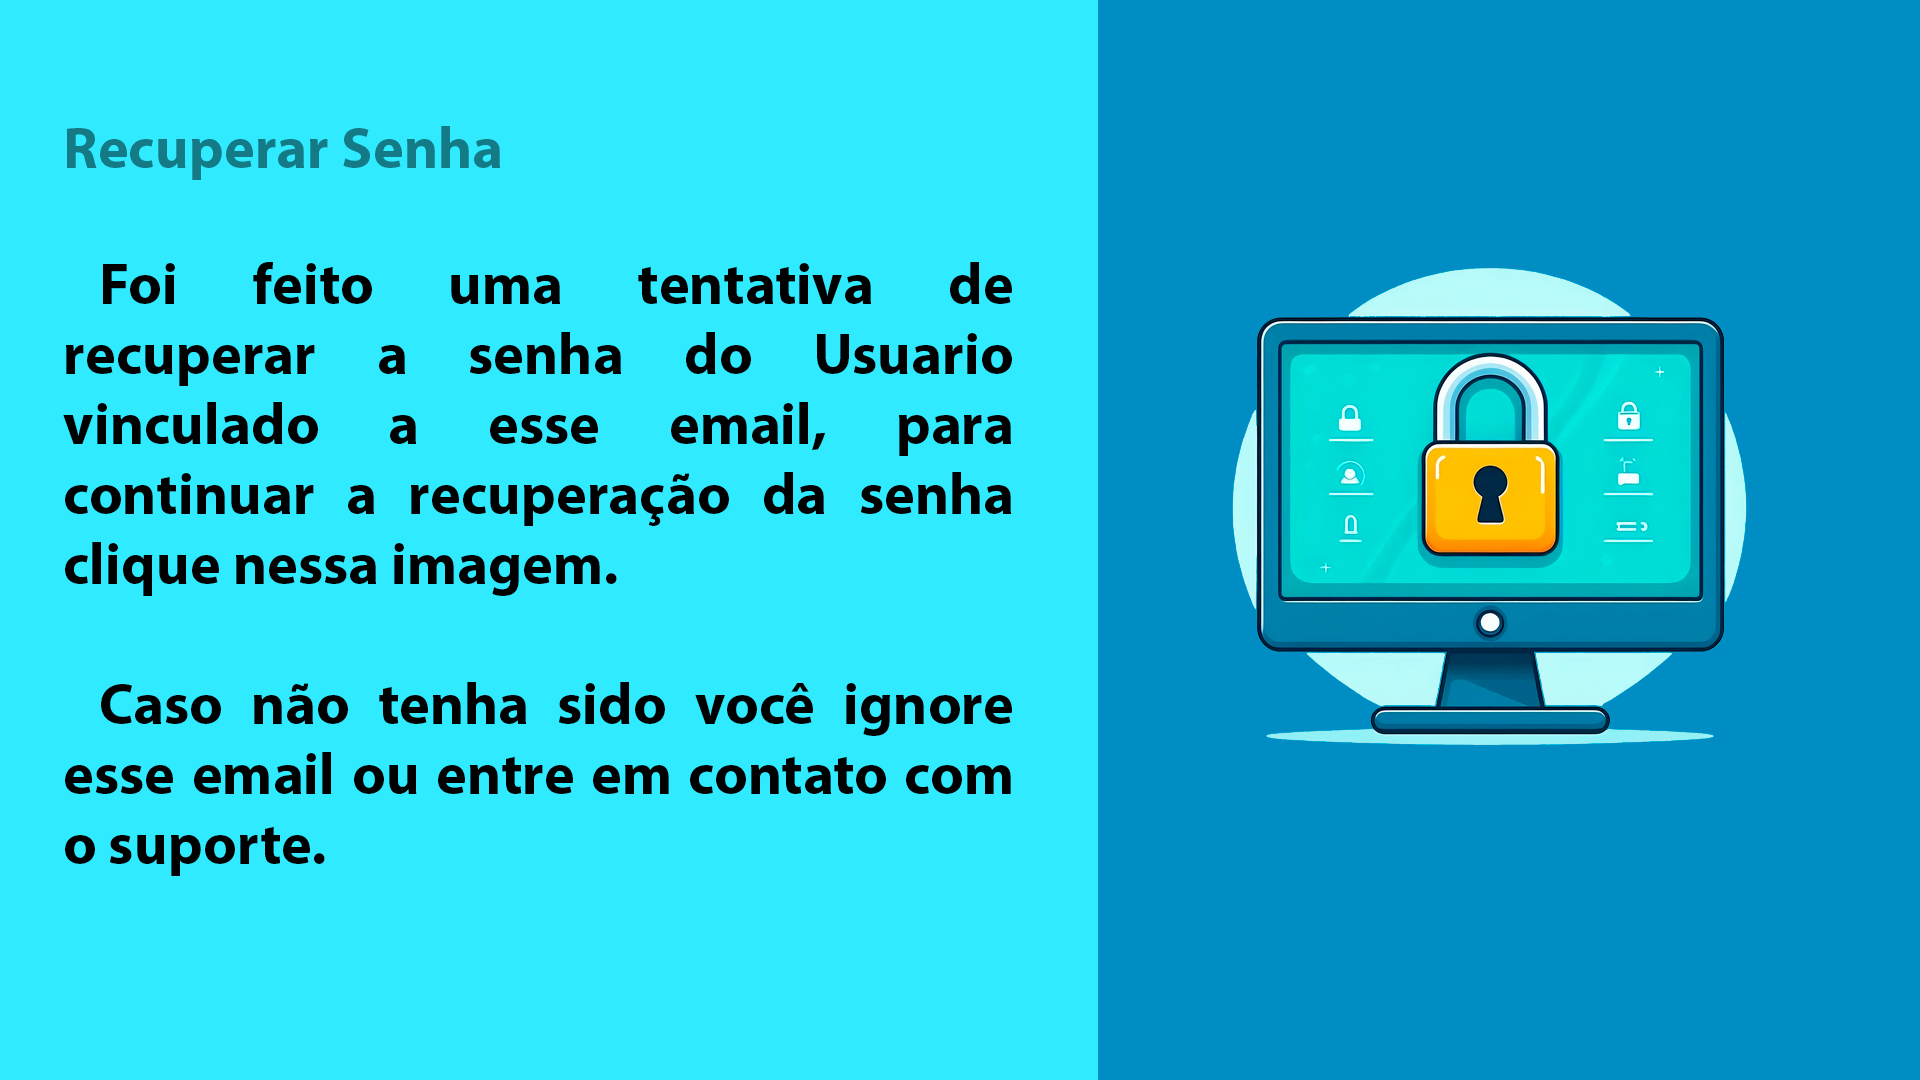 Recuperar Senha
Foi feito uma tentativa de
recuperar a senha do Usuario
vinculado a esse email, para
continuar a recuperação da senha
clique nessa imagem.
Caso não tenha sido você ignore
esse email ou entre em contato com
o suporte.